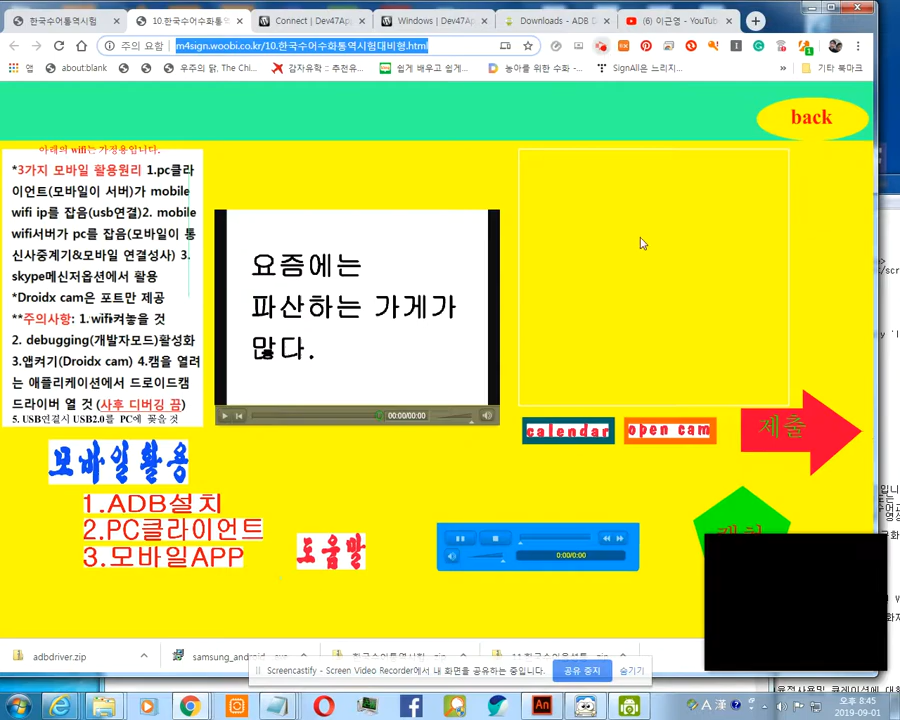 한국수어수화통역시험
10.한국수어수화통역시험
Connect | Dev47Ap
Windows | Dev47Ap
Downloads - ADB D
(6) 이근영 - YouTub
주의 요함
m4sign.woobi.co.kr/10.한국수어수화통역시험대비형.html
앱
about:blank
우주의 닭, The Chi...
감자유학 :: 주전유...
쉽게 배우고 쉽게...
농아를 위한 수화 -...
SignAll은 느리지...
»
기타 북마크
back
아래의 wifi는 가정용입니다.
*3가지 모바일 활용원리 1.pc클라
이언트(모바일이 서버)가 mobile
wifi ip를 잡음(usb연결)2. mobile
wifi서버가 pc를 잡음(모바일이 통
신사중계기&모바일 연결성사) 3.
skype메신저옵션에서 활용
*Droidx cam은 포트만 제공
**주의사항: 1.wifi켜놓을 것
2. debugging(개발자모드)활성화
3.앱켜기(Droidx cam) 4.캠을 열려
는 애플리케이션에서 드로이드캠
드라이버 열 것 (사후 디버깅 끔)
5. USB연결시 USB2.0를 PC에 꽂을 것
요즘에는
파산하는 가게가
많다.
00:00/00:00
calendar
open cam
제출
모바일활용
1.ADB설치
2.PC클라이언트
3.모바일APP
도움말
0:00/0:00
adbdriver.zip
samsung_android_
.zip
Screencastify - Screen Video Recorder에서 내 화면을 공유하는 중입니다.
공유 중지
숨기기
A 漢
오후 8:45
2019-09-01